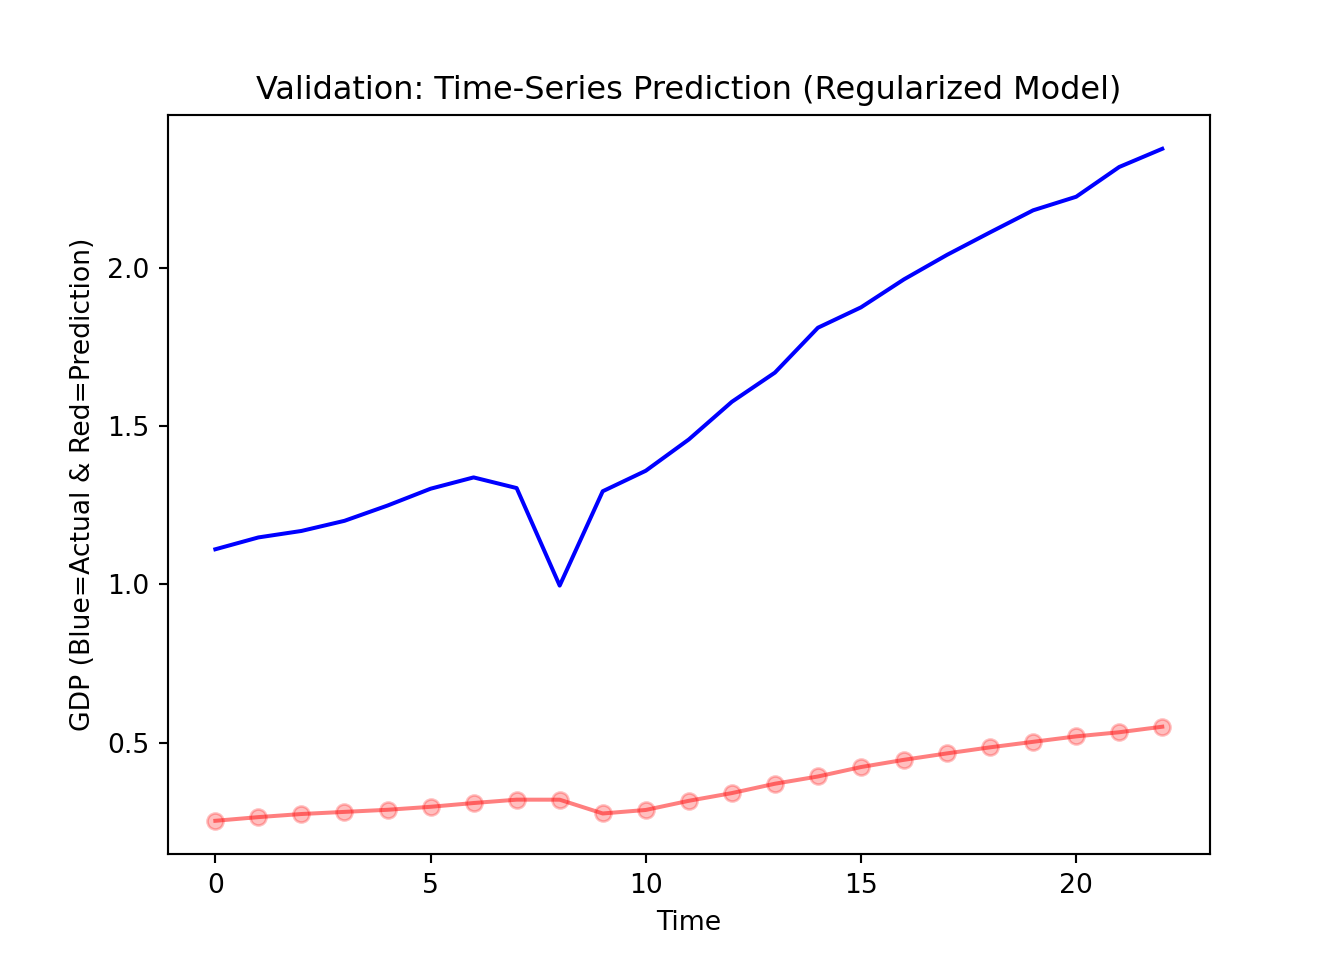 Validation: Time-Series Prediction (Regularized Model)
GDP (Blue=Actual & Red=Prediction)
2.0
1.5
1.0
0.5
0 5 10 15 20
Time